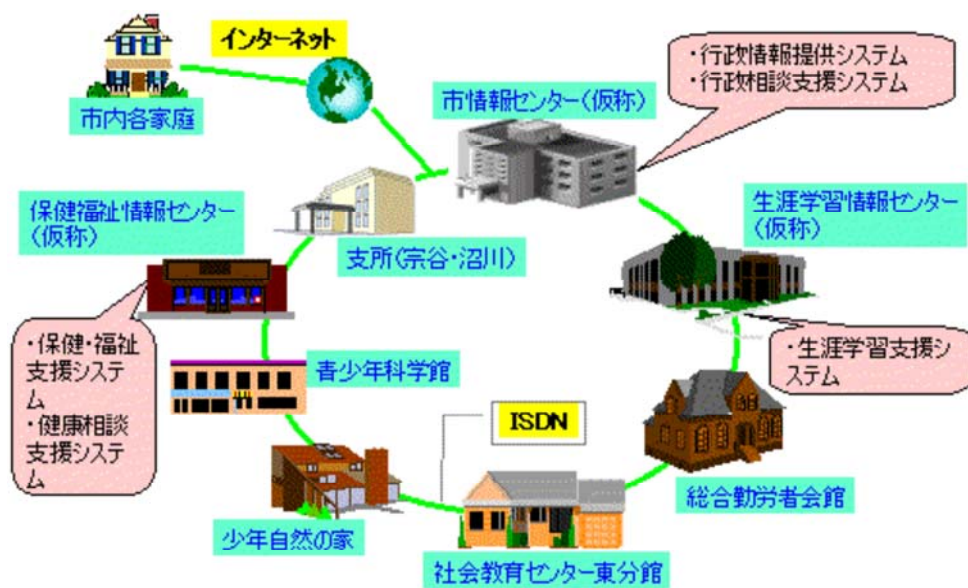 インターネット
市内各家庭
市情報センター(仮称)
・行政情報提供システム
・行政相談支援システム
保健福祉情報センター
(仮称)
支所(宗谷・沼川)
生涯学習情報センター
(仮称)
・保健・福祉
支援システ
ム
・健康相談
支援システ
ム
青少年科学館
・生涯学習支援シ
ステム
ISDN
総合勤労者会館
少年自然の家
社会教育センター東分館